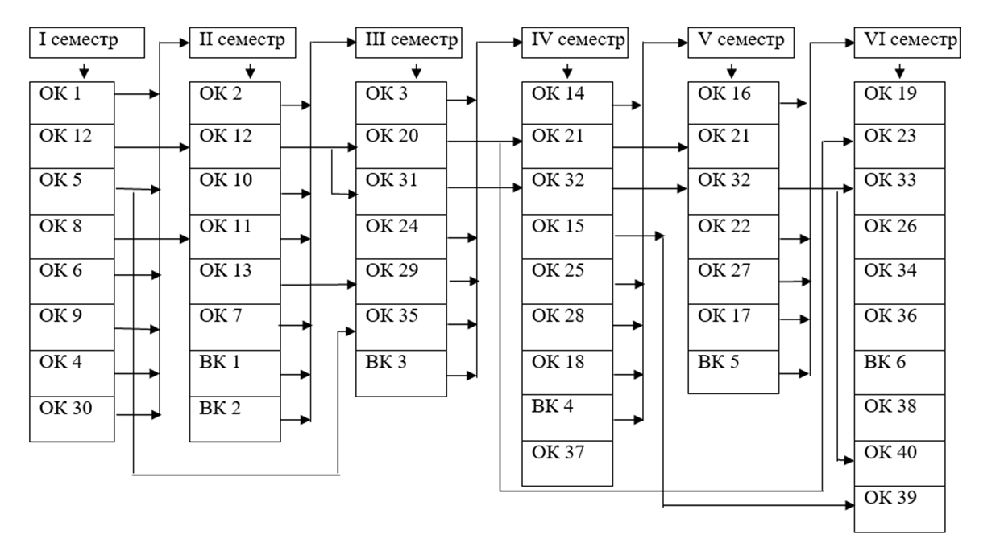 I семестр
ОК 1
ОК 12
ОК 5
ОК 8
ОК 6
ОК 9
ОК 4
ОК 30
II семестр
ОК 2
ОК 12
ОК 10
ОК 11
ОК 13
ОК 7
ВК 1
ВК 2
III семестр
ОК 3
ОК 20
ОК 31
ОК 24
ОК 29
ОК 35
ВК 3
IV семестр
ОК 14
ОК 21
ОК 32
ОК 15
ОК 25
ОК 28
ОК 18
ВК 4
ОК 37
V семестр
ОК 16
ОК 21
ОК 32
ОК 22
ОК 27
ОК 17
ВК 5
VI семестр
ОК 19
ОК 23
ОК 33
ОК 26
ОК 34
ОК 36
ВК 6
ОК 38
ОК 40
ОК 39